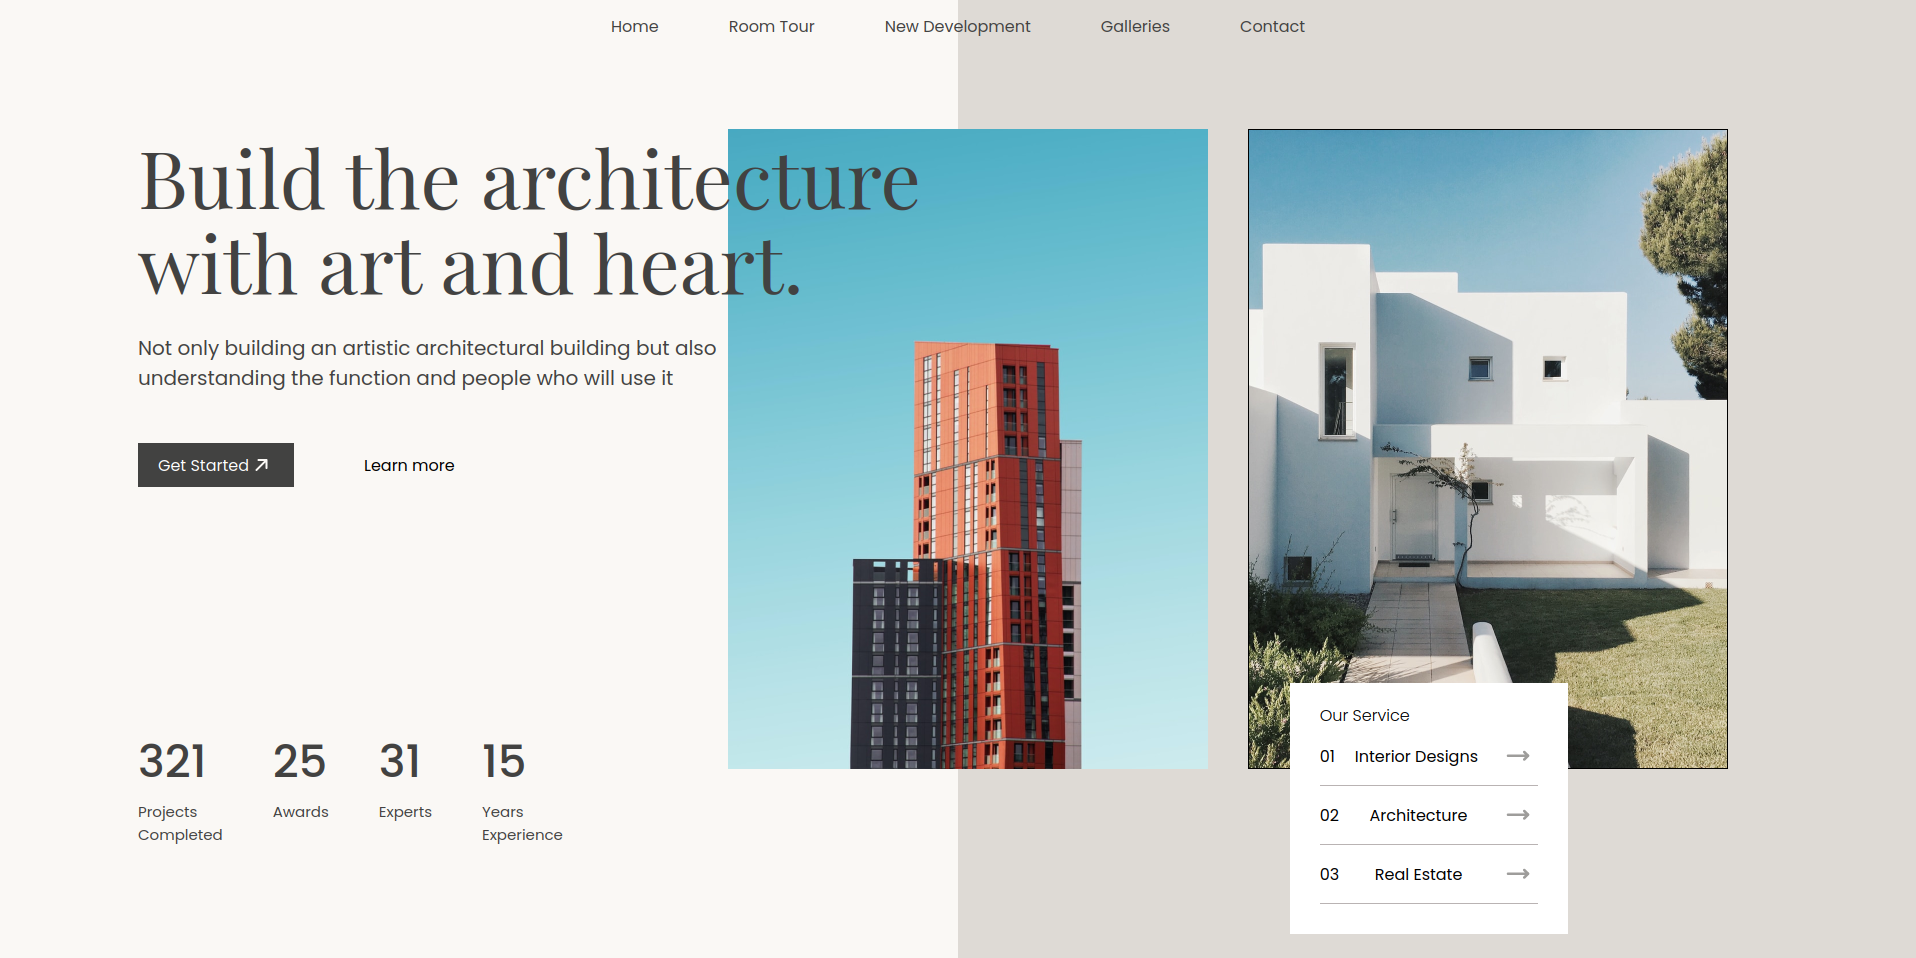 Home Room Tour New Development Galleries Contact
Build the architecture
with art and heart.
Not only building an artistic architectural building but also
understanding the function and people who will use it
Get Started Learn more
321 25 31 15
Projects Completed Awards Experts Years Experience
Our Service
01 Interior Designs
02 Architecture
03 Real Estate